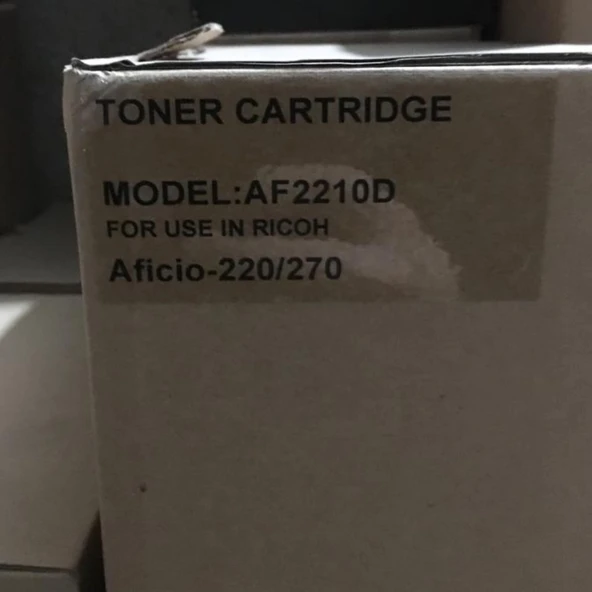 TONER CARTRIDGE
MODEL:AF2210D
FOR USE IN RICOH
Aficio-220/270